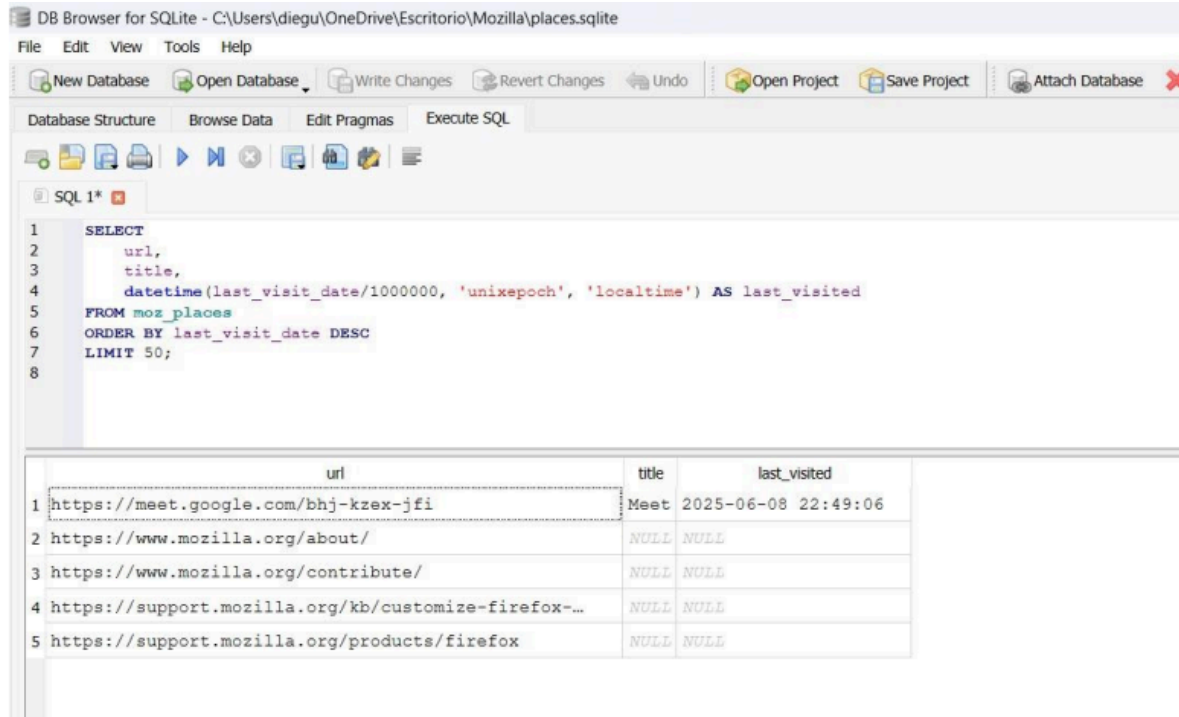 DB Browser for SQLite - C:\Users\diegu\OneDrive\Escritorio\Mozilla\places.sqlite
File Edit View Tools Help
New Database Open Database Write Changes Revert Changes Undo Open Project Save Project Attach Database
Database Structure Browse Data Edit Pragmas Execute SQL
SQL 1*
1 SELECT
2 url,
3 title,
4 datetime(last_visit_date/1000000, 'unixepoch', 'localtime') AS last_visited
5 FROM moz_places
6 ORDER BY last_visit_date DESC
7 LIMIT 50;
8
url title last_visited
1 https://meet.google.com/bhj-kzex-jfi Meet 2025-06-08 22:49:06
2 https://www.mozilla.org/about/ NULL NULL
3 https://www.mozilla.org/contribute/ NULL NULL
4 https://support.mozilla.org/kb/customize-firefox-… NULL NULL
5 https://support.mozilla.org/products/firefox NULL NULL